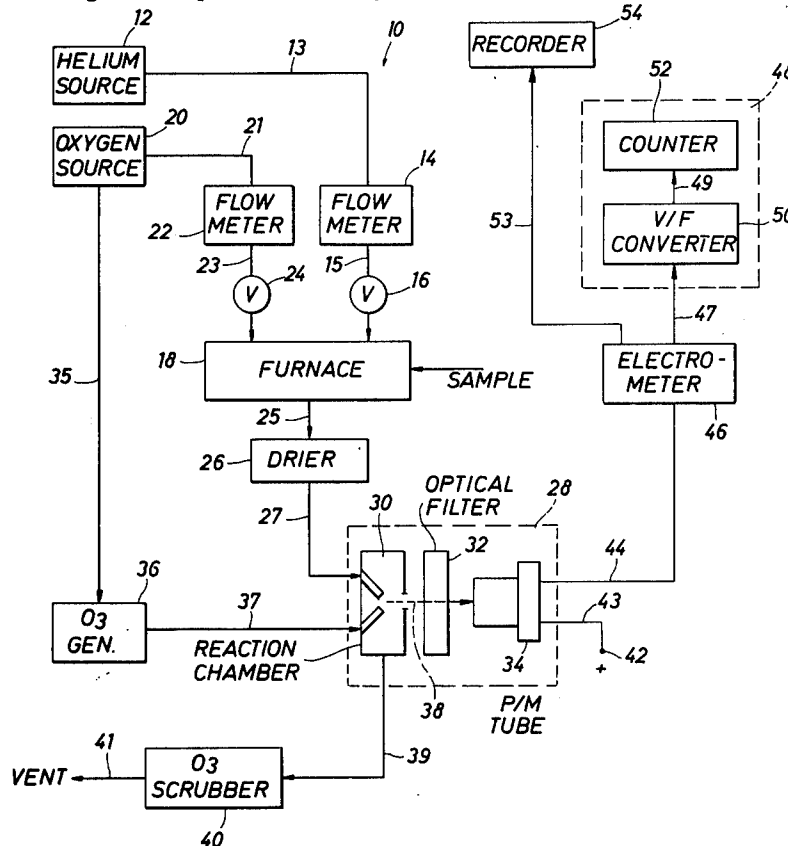 12
HELIUM
SOURCE
13
10
RECORDER
54
48
20
21
OXYGEN
SOURCE
52
COUNTER
14
FLOW
METER
22
FLOW
METER
49
53
V/F
CONVERTER
50
23
24
V
15
16
V
47
18
FURNACE
SAMPLE
ELECTRO-
METER
46
35
25
26
DRIER
OPTICAL
FILTER
28
27
30
32
44
36
O3
GEN.
37
43
42
+
REACTION
CHAMBER
34
38
P/M
TUBE
39
41
VENT
O3
SCRUBBER
40